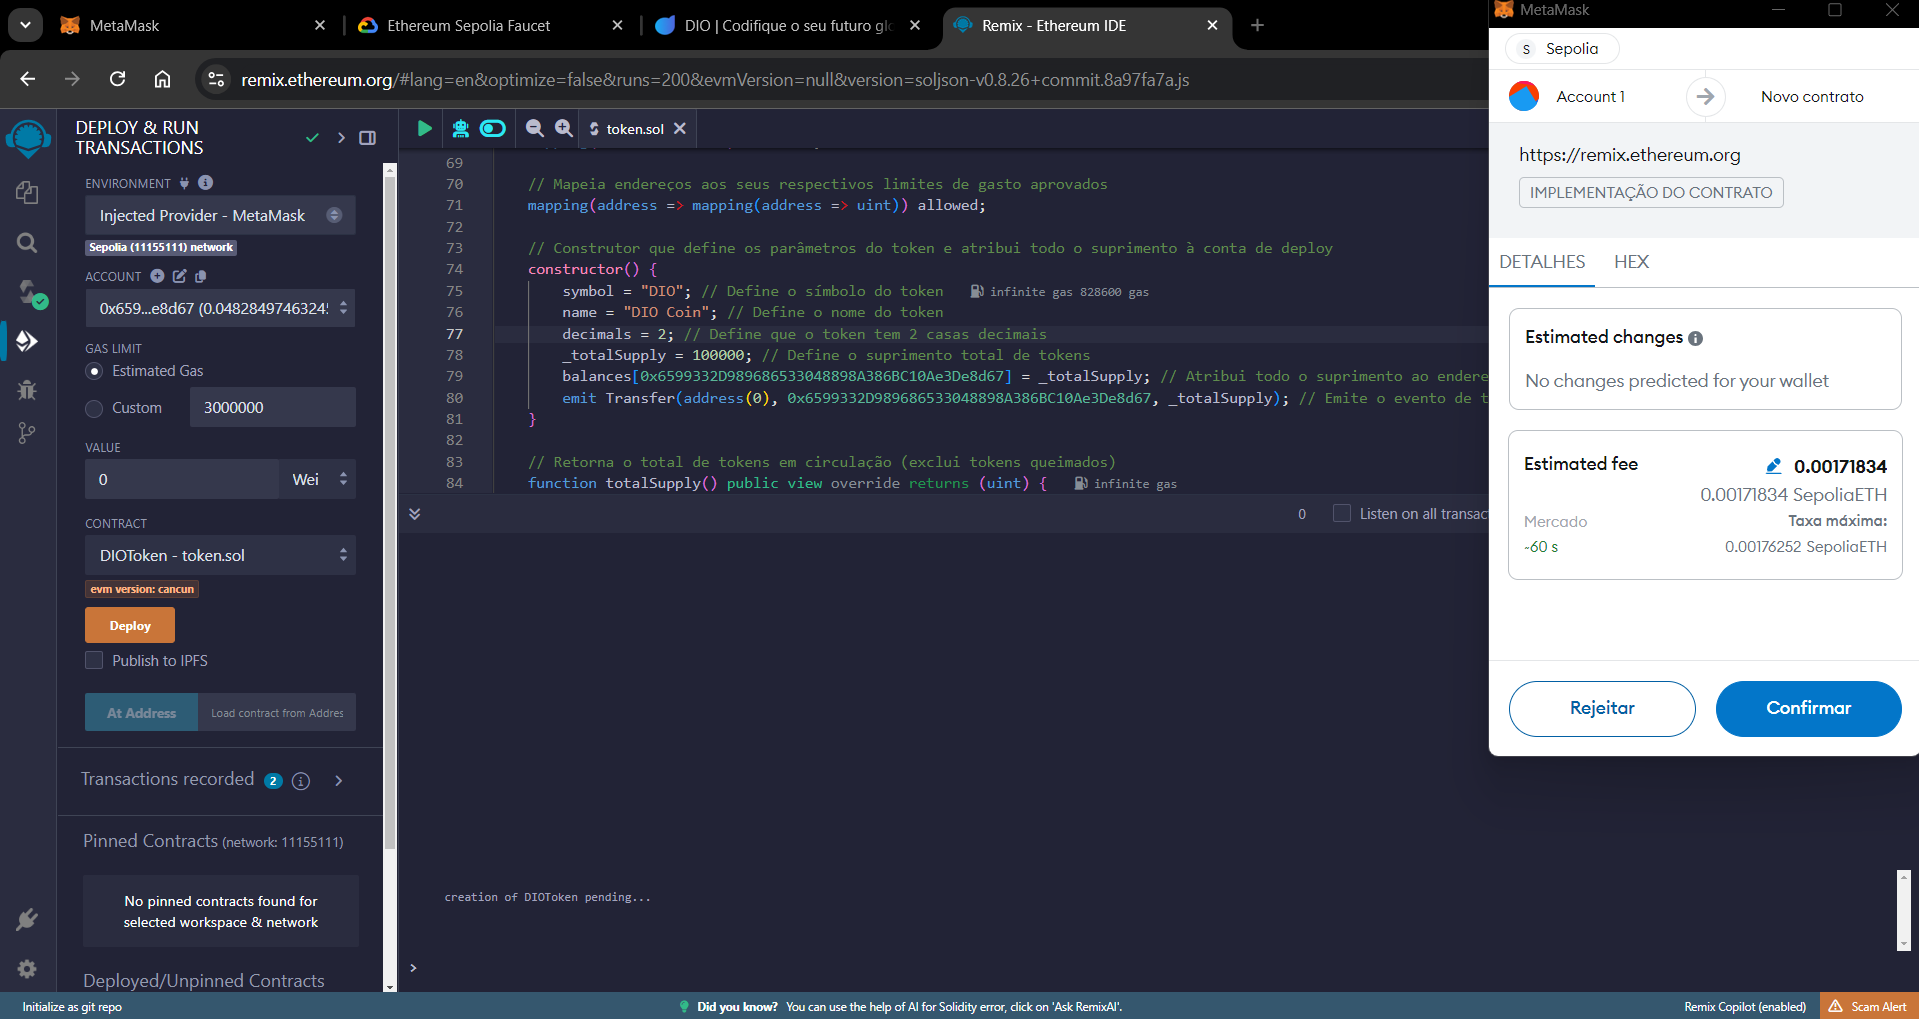 MetaMask
Ethereum Sepolia Faucet
DIO | Codifique o seu futuro glo
Remix - Ethereum IDE
remix.ethereum.org/#lang=en&optimize=false&runs=200&evmVersion=null&version=soljson-v0.8.26+commit.8a97fa7a.js
DEPLOY & RUN
TRANSACTIONS
ENVIRONMENT
Injected Provider - MetaMask
Sepolia (11155111) network
ACCOUNT
0x659...e8d67 (0.04828497463245
GAS LIMIT
Estimated Gas
Custom
3000000
VALUE
0
Wei
CONTRACT
DIOToken - token.sol
evm version: cancun
Deploy
Publish to IPFS
At Address
Load contract from Addres
Transactions recorded 2
Pinned Contracts (network: 11155111)
No pinned contracts found for
selected workspace & network
Deployed/Unpinned Contracts
token.sol
69
70 // Mapeia endereços aos seus respectivos limites de gasto aprovados
71 mapping(address => mapping(address => uint)) allowed;
72
73 // Construtor que define os parâmetros do token e atribui todo o suprimento à conta de deploy
74 constructor() {
75 symbol = "DIO"; // Define o símbolo do token infinite gas 828600 gas
76 name = "DIO Coin"; // Define o nome do token
77 decimals = 2; // Define que o token tem 2 casas decimais
78 _totalSupply = 100000; // Define o suprimento total de tokens
79 balances[0x6599332D989686533048898A386BC10Ae3De8d67] = _totalSupply; // Atribui todo o suprimento ao endere
80 emit Transfer(address(0), 0x6599332D989686533048898A386BC10Ae3De8d67, _totalSupply); // Emite o evento de t
81 }
82
83 // Retorna o total de tokens em circulação (exclui tokens queimados)
84 function totalSupply() public view override returns (uint) { infinite gas
0
Listen on all transac
creation of DIOToken pending...
>
MetaMask
S Sepolia
Account 1
Novo contrato
https://remix.ethereum.org
IMPLEMENTAÇÃO DO CONTRATO
DETALHES
HEX
Estimated changes
No changes predicted for your wallet
Estimated fee
0.00171834
0.00171834 SepoliaETH
Mercado
Taxa máxima:
~60 s
0.00176252 SepoliaETH
Rejeitar
Confirmar
Initialize as git repo
Did you know? You can use the help of AI for Solidity error, click on 'Ask RemixAI'.
Remix Copilot (enabled)
Scam Alert